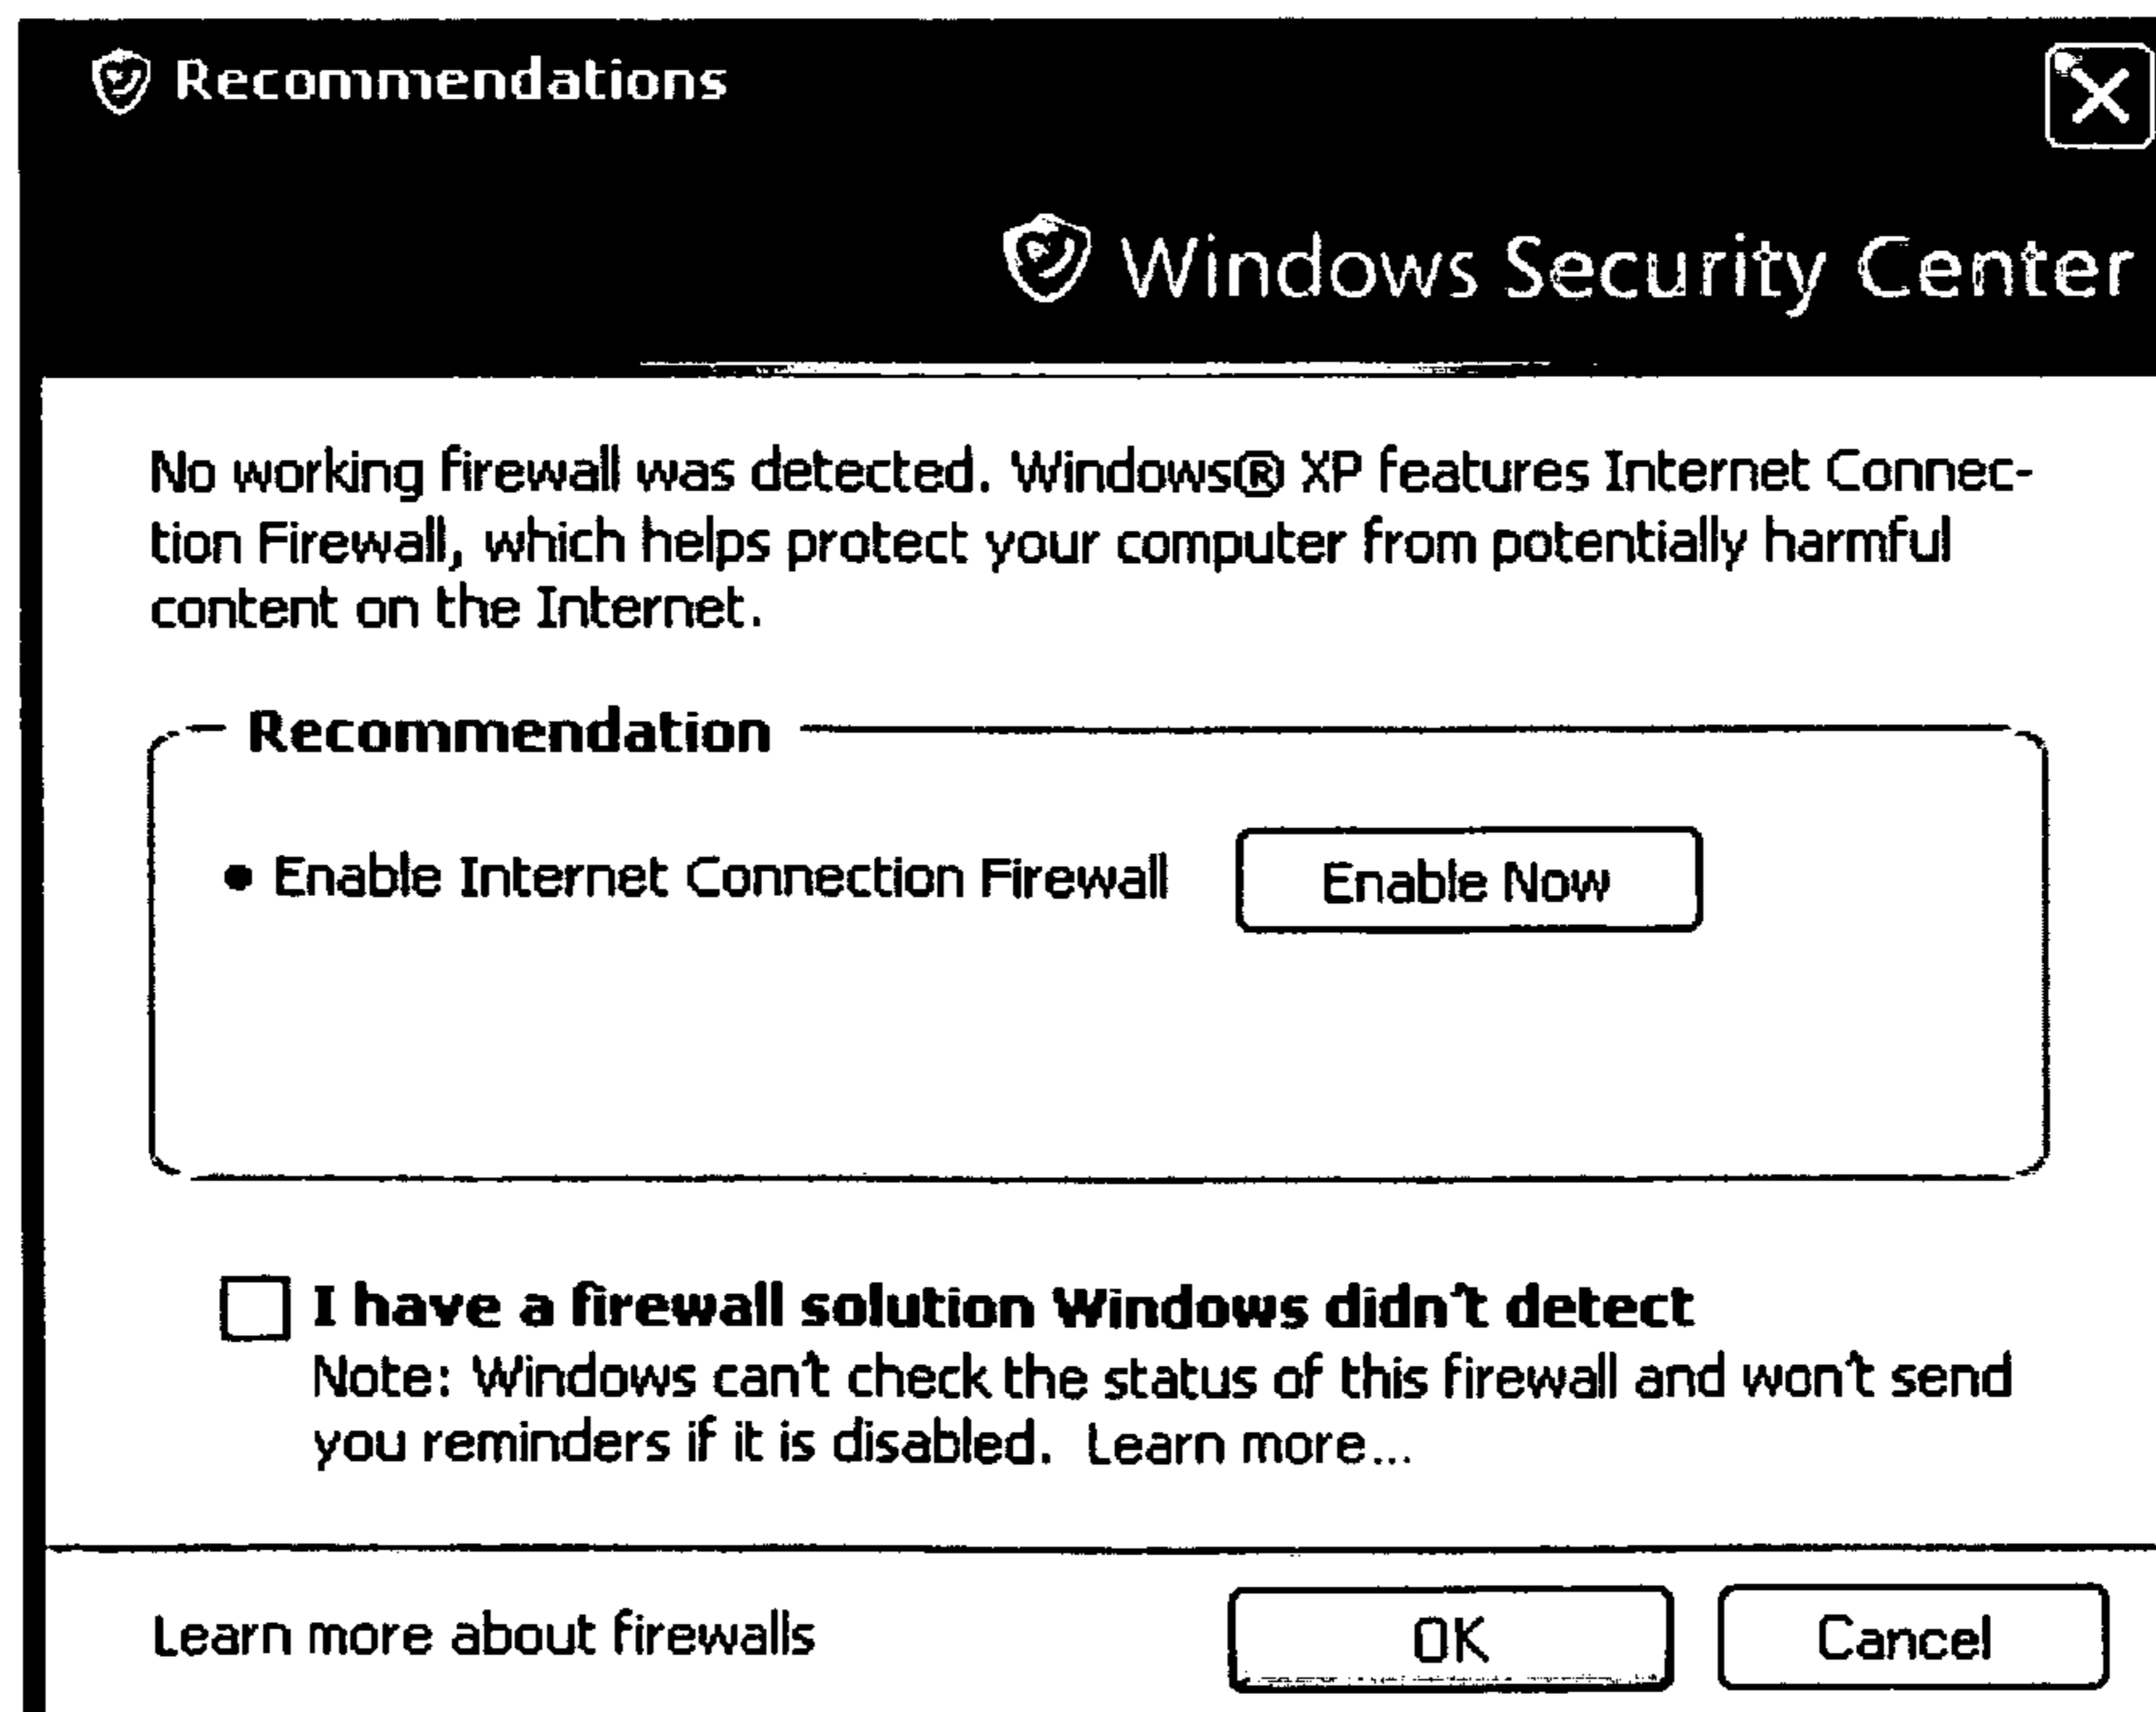 Recommendations
Windows Security Center
No working firewall was detected. Windows® XP features Internet Connec-
tion Firewall, which helps protect your computer from potentially harmful
content on the Internet.
Recommendation
• Enable Internet Connection Firewall
Enable Now
I have a firewall solution Windows didn't detect
Note: Windows can't check the status of this firewall and won't send
you reminders if it is disabled. Learn more...
Learn more about firewalls
OK
Cancel